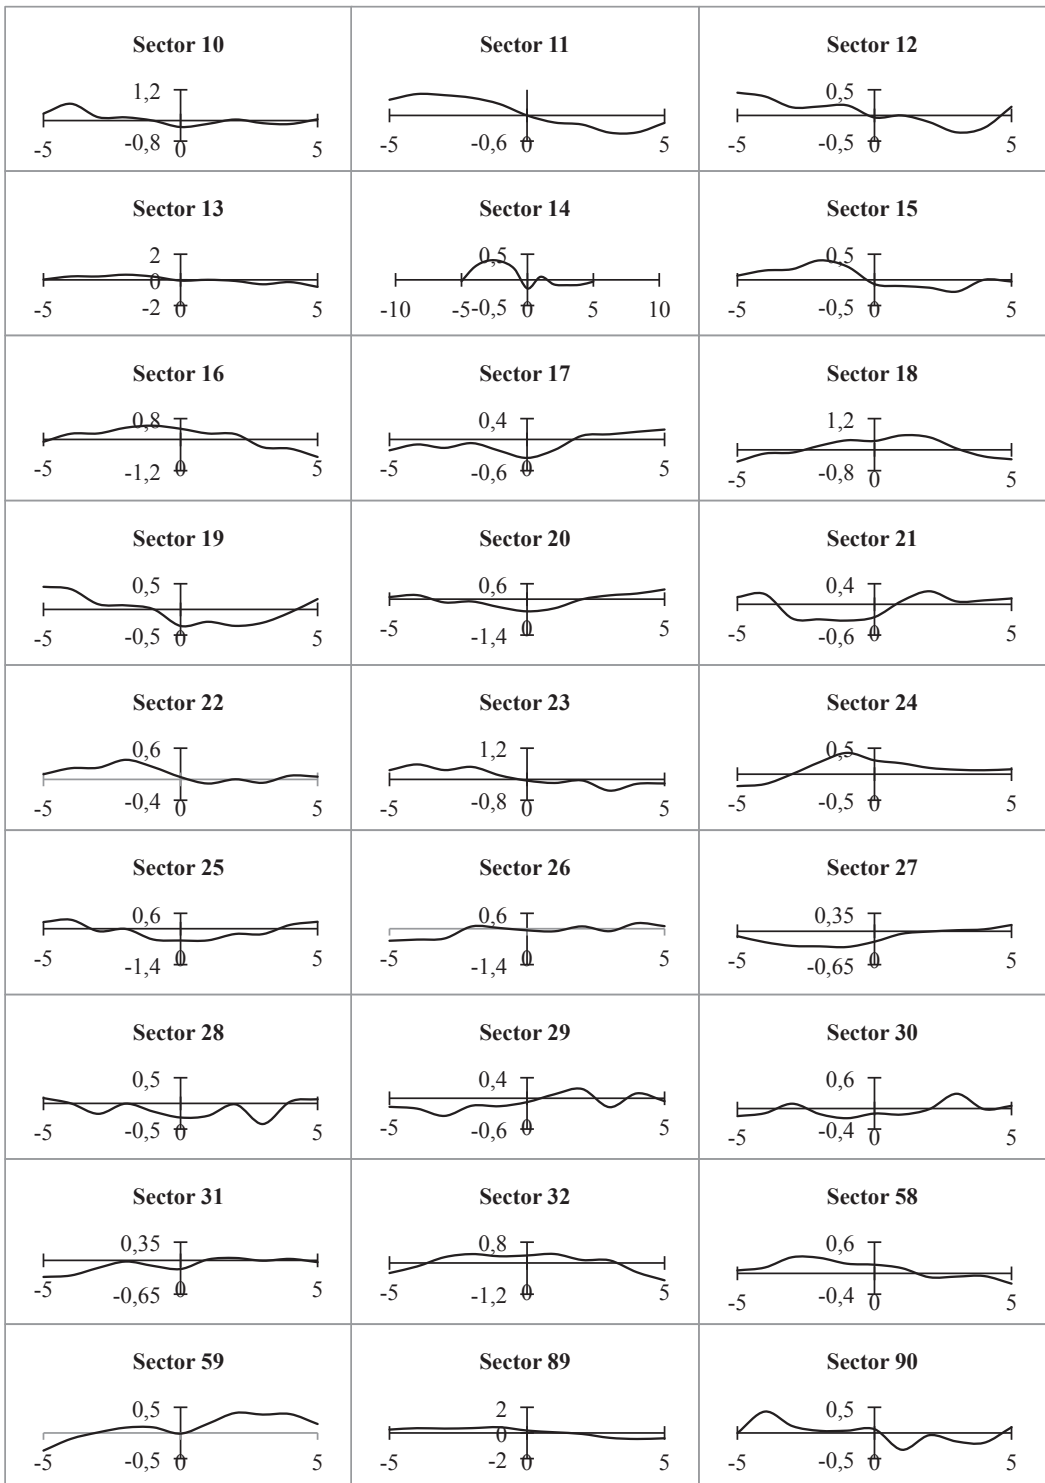 Sector 10 Sector 11 Sector 12
1,2 0,5
-5 -0,8 0 5 -5 -0,6 0 5 -5 -0,5 0 5
Sector 13 Sector 14 Sector 15
2 0,5 0,5
0
-5 -2 0 5 -10 -5 -0,5 0 5 10 -5 -0,5 0 5
Sector 16 Sector 17 Sector 18
0,8 0,4 1,2
-5 -1,2 0 5 -5 -0,6 0 5 -5 -0,8 0 5
Sector 19 Sector 20 Sector 21
0,5 0,6 0,4
-5 -0,5 0 5 -5 -1,4 0 5 -5 -0,6 0 5
Sector 22 Sector 23 Sector 24
0,6 1,2 0,5
-5 -0,4 0 5 -5 -0,8 0 5 -5 -0,5 0 5
Sector 25 Sector 26 Sector 27
0,6 0,6 0,35
-5 -1,4 0 5 -5 -1,4 0 5 -5 -0,65 0 5
Sector 28 Sector 29 Sector 30
0,5 0,4 0,6
-5 -0,5 0 5 -5 -0,6 0 5 -5 -0,4 0 5
Sector 31 Sector 32 Sector 58
0,35 0,8 0,6
-5 -0,65 0 5 -5 -1,2 0 5 -5 -0,4 0 5
Sector 59 Sector 89 Sector 90
0,5 2 0,5
0
-5 -0,5 0 5 -5 -2 0 5 -5 -0,5 0 5